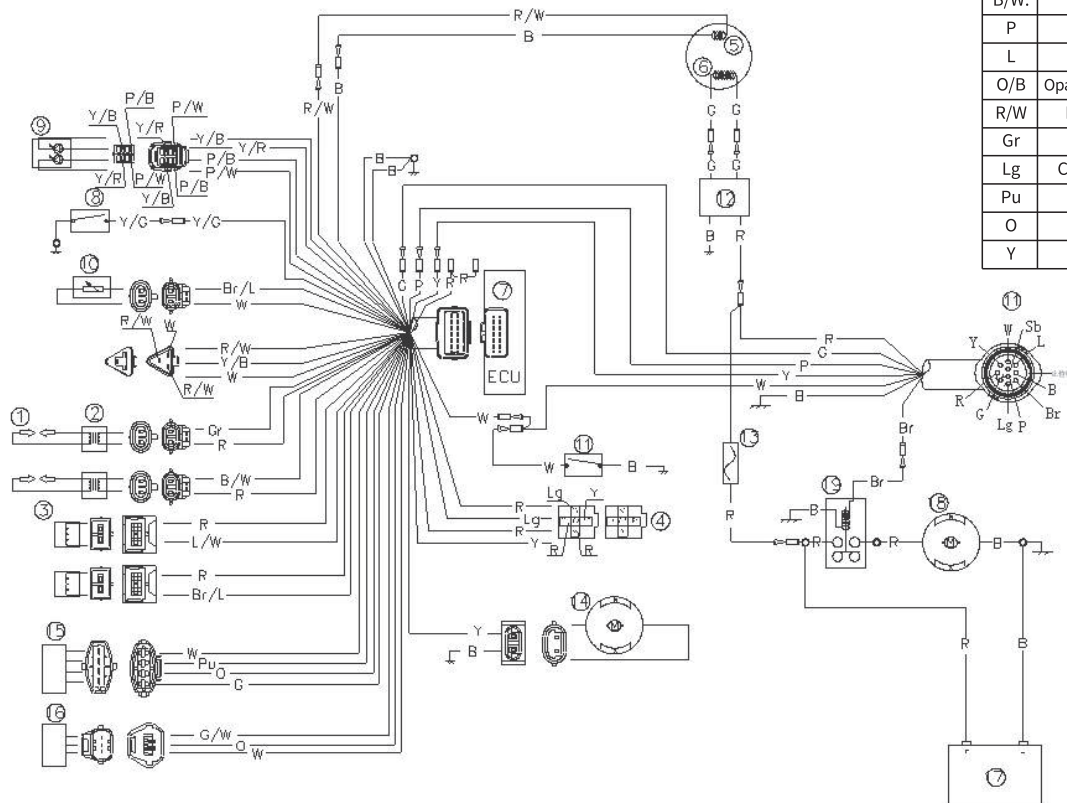 R/W
B/W.
B
5
P
6
L
B
P/B
O/B Opa
Y/B
P/W
G G
R/W
R/W
9
Y/R
Y/B
Gr
Y/R
B
P/B
Lg C
Y/R
P/W
P/B
B
P/W
G G
Pu
8
Y/B
12
O
Y/G Y/G
B R
Y
10
G P Y R R
7
11
Br/L
W
W Sb
R
Y L
R/W W
G
R/W
P
Y/B
ECU
Y
W
W
B
R/W
B
R
G Br
1 2
Gr
W
Lg P
R
Br
13
11
B/W
W B
R
19
Br
Lg Y
18
3
R
R
B
R
Lg
4
L/W
R
R
M
B
Y
R
R R
R
Br/L
14
15
Y
M
B
R B
W
Pu
O
G
16
G/W
O
W
17